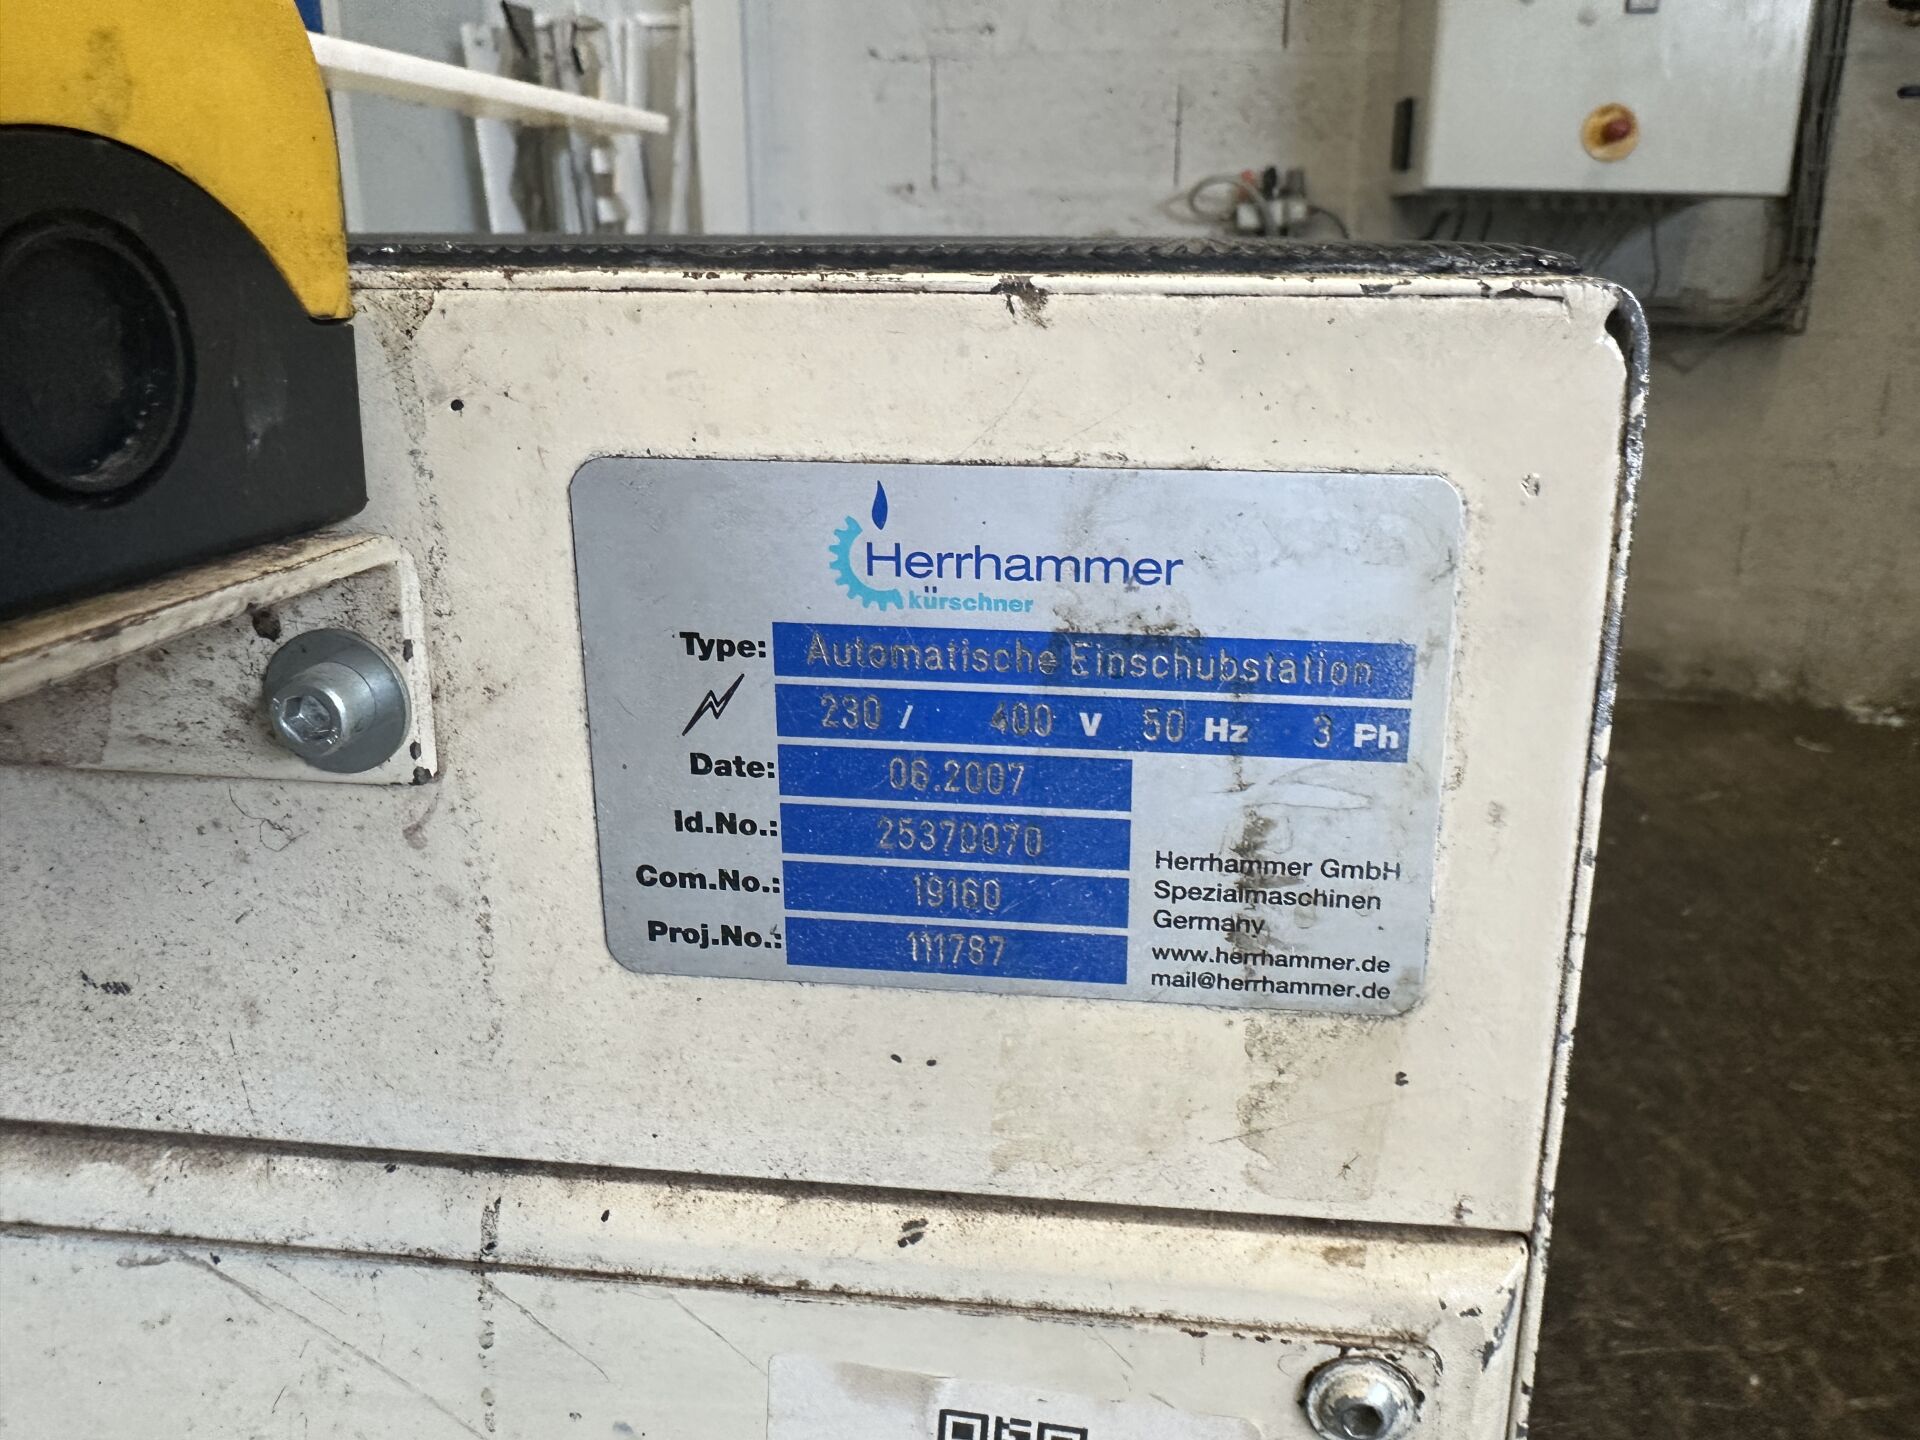 Herrhammer
kürschner
Type: Automatische Einschubstation
230 / 400 V 50 Hz 3 Ph
Date: 06.2007
Id.No.: 25370070
Com.No.: 19160
Proj.No.: 111787
Herrhammer GmbH
Spezialmaschinen
Germany
www.herrhammer.de
mail@herrhammer.de